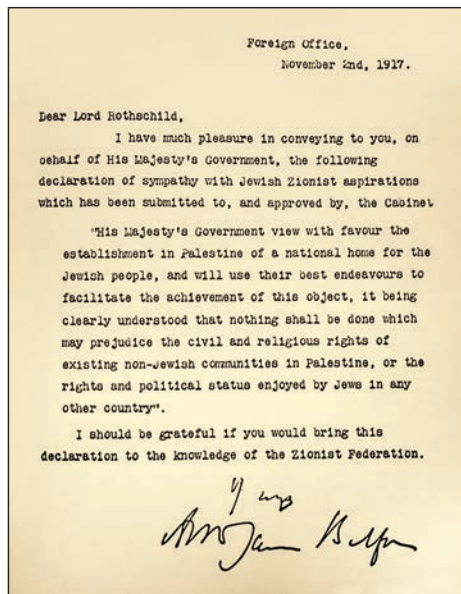 Foreign Office,
November 2nd, 1917.
Dear Lord Rothschild,
I have much pleasure in conveying to you, on
behalf of His Majesty's Government, the following
declaration of sympathy with Jewish Zionist aspirations
which has been submitted to, and approved by, the Cabinet
"His Majesty's Government view with favour the
establishment in Palestine of a national home for the
Jewish people, and will use their best endeavours to
facilitate the achievement of this object, it being
clearly understood that nothing shall be done which
may prejudice the civil and religious rights of
existing non-Jewish communities in Palestine, or the
rights and political status enjoyed by Jews in any
other country".
I should be grateful if you would bring this
declaration to the knowledge of the Zionist Federation.